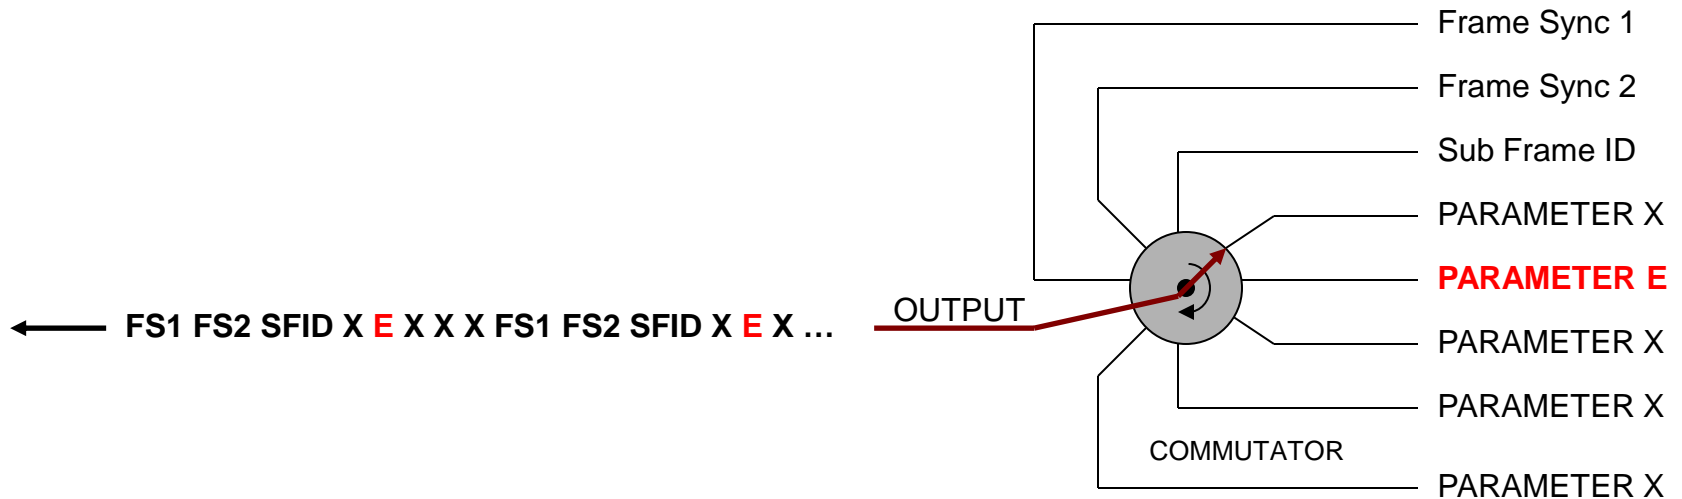 Frame Sync 1
Frame Sync 2
Sub Frame ID
PARAMETER X
PARAMETER E
OUTPUT
FS1 FS2 SFID X E X X X FS1 FS2 SFID X E X ...
PARAMETER X
PARAMETER X
COMMUTATOR
PARAMETER X